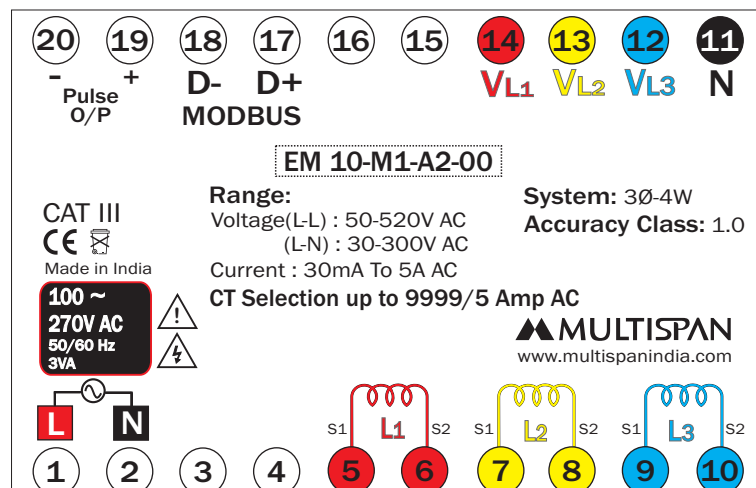 20 19 18 17 16 15 14 13 12 11
- + D- D+ VL1 VL2 VL3 N
Pulse
O/P
MODBUS
EM 10-M1-A2-00
Range:
Voltage(L-L) : 50-520V AC
(L-N) : 30-300V AC
Current : 30mA To 5A AC
CT Selection up to 9999/5 Amp AC
System: 3Ø-4W
Accuracy Class: 1.0
CAT III
CE
Made in India
100 ~
270V AC
50/60 Hz
3VA
MULTISPAN
www.multispanindia.com
L N
S1 L1 S2 S1 L2 S2 S1 L3 S2
1 2 3 4 5 6 7 8 9 10